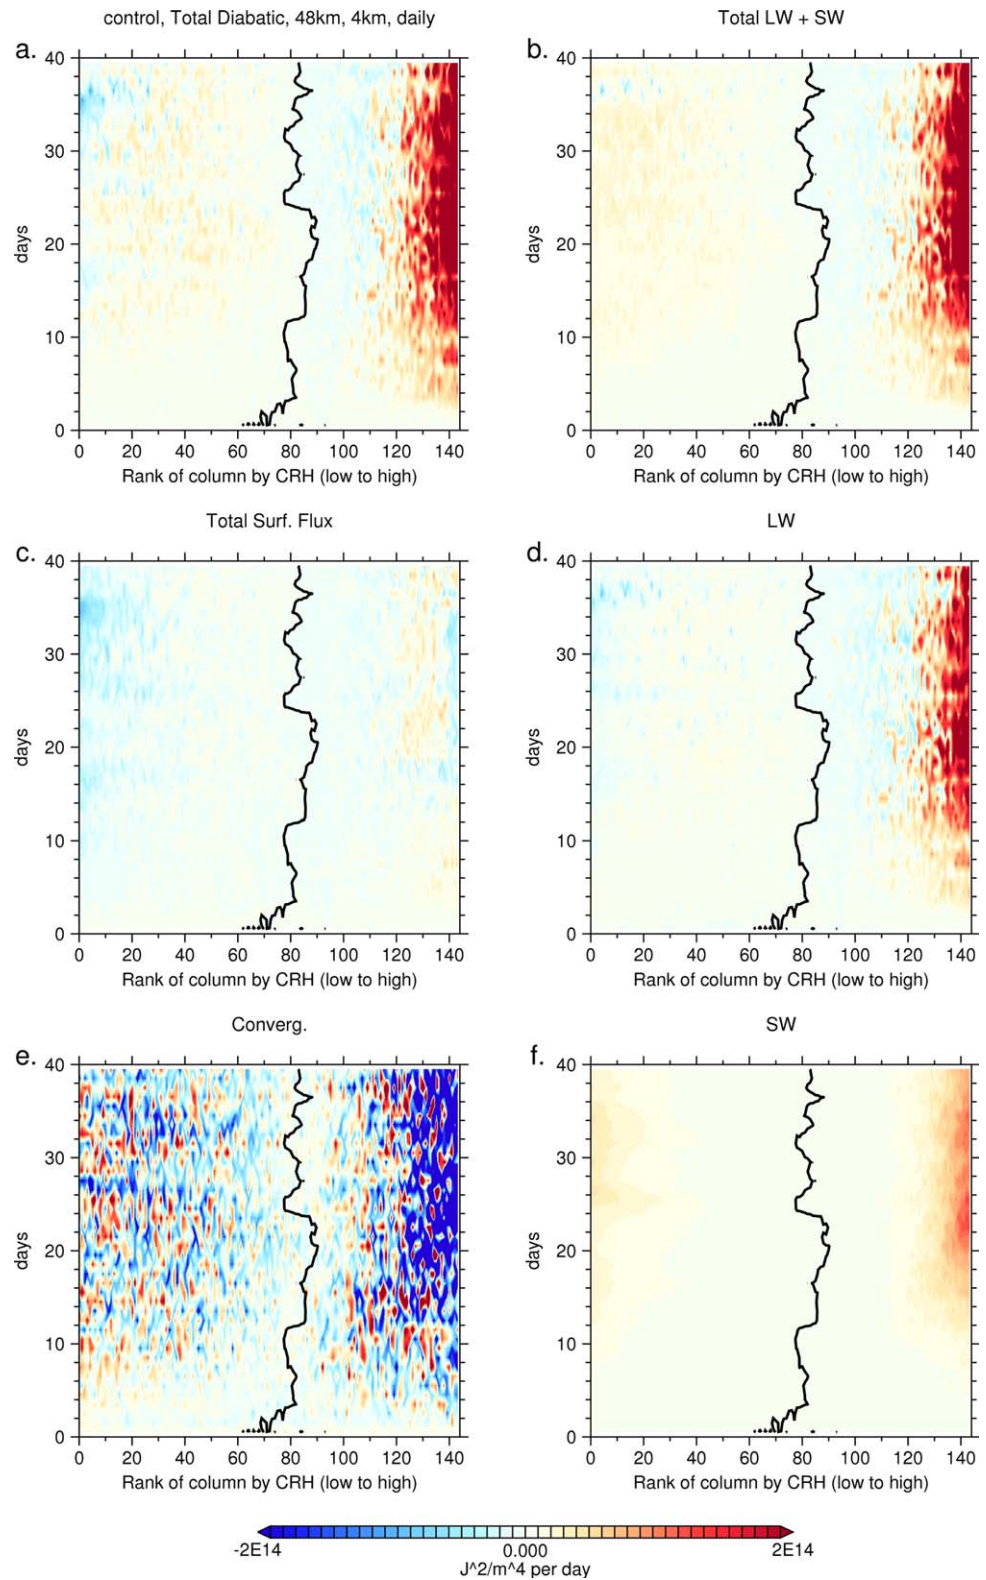 control, Total Diabatic, 48km, 4km, daily
Total LW + SW
a.
b.
40
30
20
10
0
days
0 20 40 60 80 100 120 140
Rank of column by CRH (low to high)
40
30
20
10
0
days
0 20 40 60 80 100 120 140
Rank of column by CRH (low to high)
Total Surf. Flux
LW
c.
d.
40
30
20
10
0
days
0 20 40 60 80 100 120 140
Rank of column by CRH (low to high)
40
30
20
10
0
days
0 20 40 60 80 100 120 140
Rank of column by CRH (low to high)
Converg.
SW
e.
f.
40
30
20
10
0
days
0 20 40 60 80 100 120 140
Rank of column by CRH (low to high)
40
30
20
10
0
days
0 20 40 60 80 100 120 140
Rank of column by CRH (low to high)
-2E14 0.000 2E14
J^2/m^4 per day